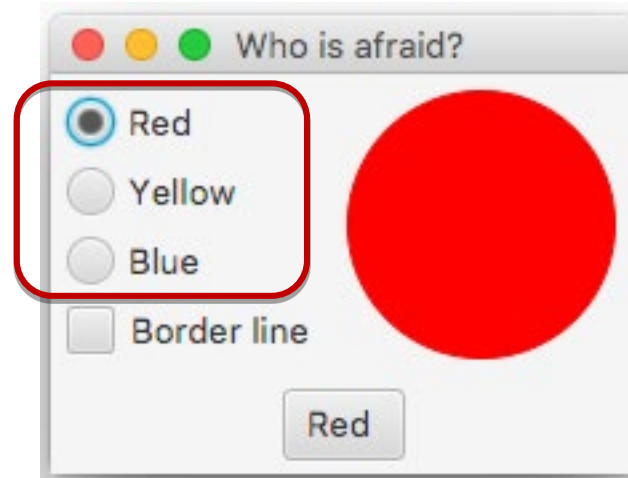 Who is afraid?
Red
Yellow
Blue
Border line
Red